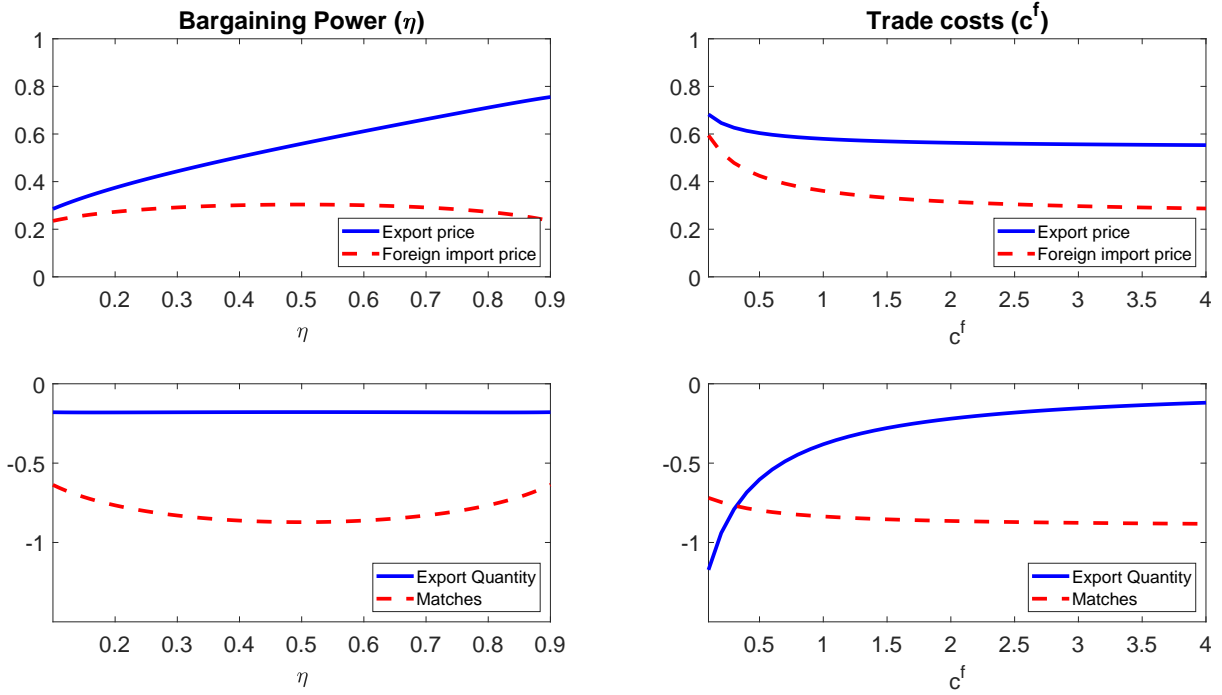 Bargaining Power (η)
1
0.8
0.6
0.4
0.2
0
Export price
Foreign import price
0.2 0.3 0.4 0.5 0.6 0.7 0.8 0.9
η
Trade costs (c^f)
1
0.8
0.6
0.4
0.2
0
Export price
Foreign import price
0.5 1 1.5 2 2.5 3 3.5 4
c^f
0
-0.5
-1
Export Quantity
Matches
0.2 0.3 0.4 0.5 0.6 0.7 0.8 0.9
η
0
-0.5
-1
Export Quantity
Matches
0.5 1 1.5 2 2.5 3 3.5 4
c^f